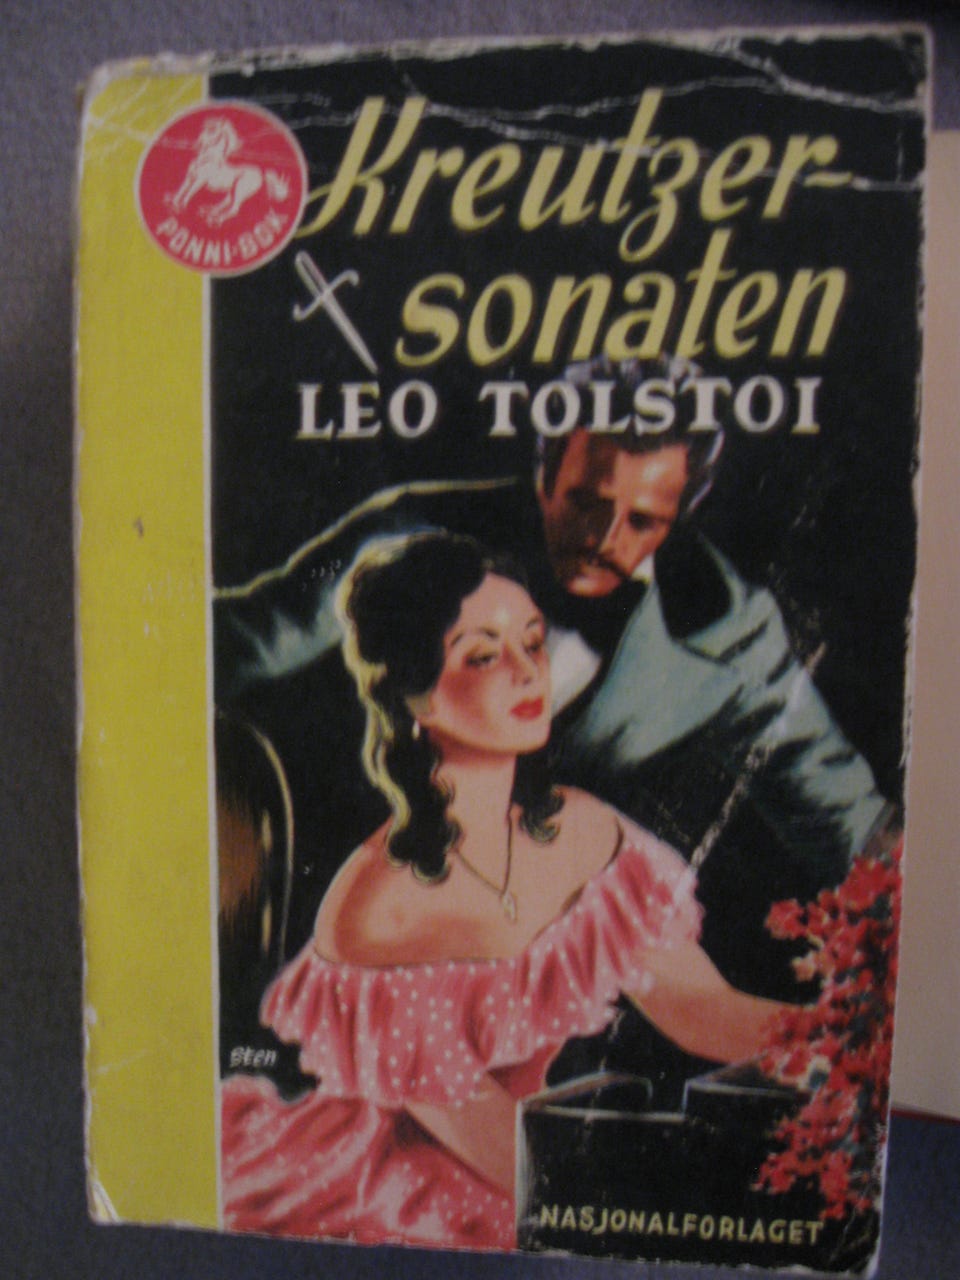 PONNI-BOK
Kreutzer-
sonaten
LEO TOLSTOI
Sten
NASJONALFORLAGET